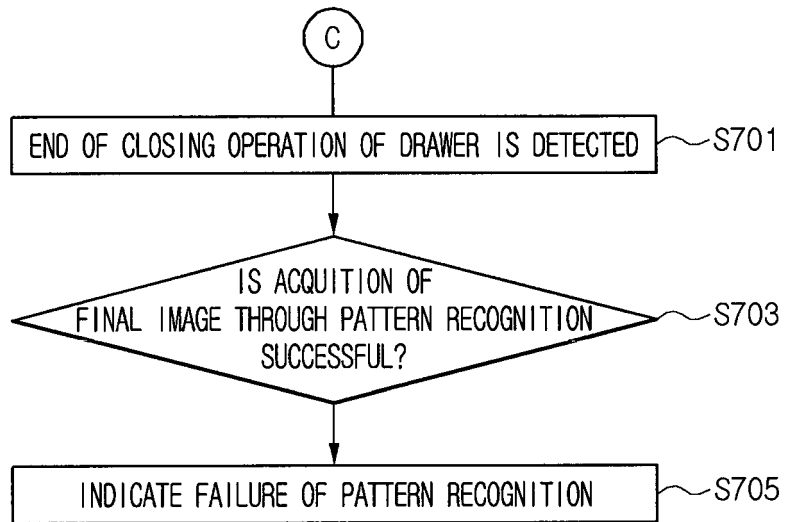 C
END OF CLOSING OPERATION OF DRAWER IS DETECTED
S701
IS ACQUITION OF
FINAL IMAGE THROUGH PATTERN RECOGNITION
SUCCESSFUL?
S703
INDICATE FAILURE OF PATTERN RECOGNITION
S705